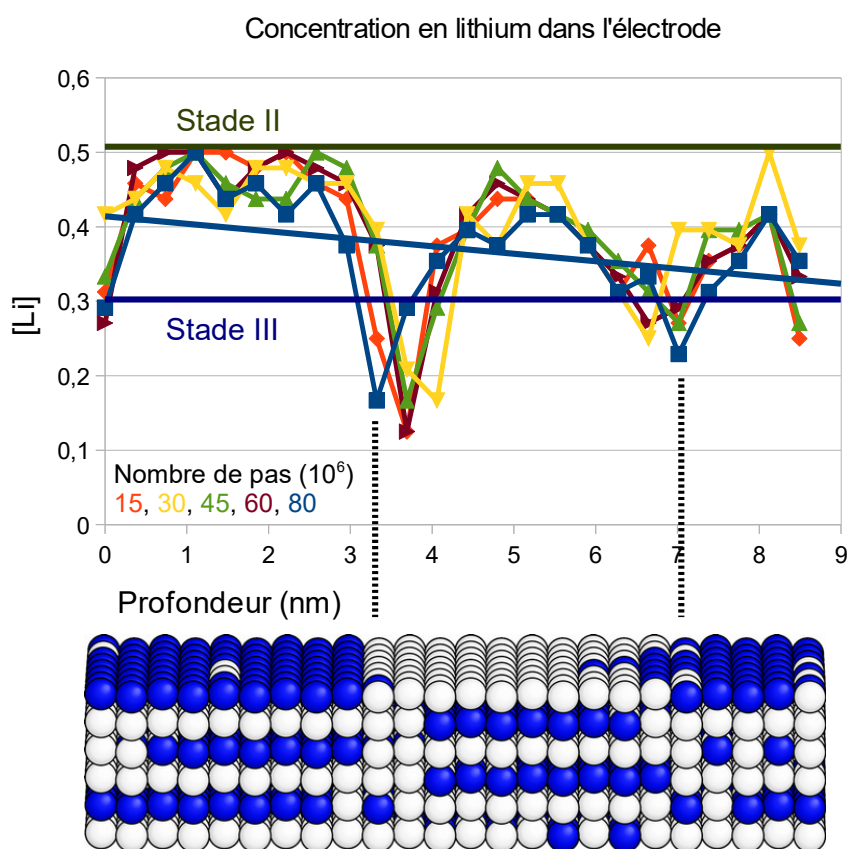 Concentration en lithium dans l'électrode
0,6
Stade II
0,5
0,4
[Li]
0,3
Stade III
0,2
0,1
Nombre de pas (10⁶)
15, 30, 45, 60, 80
0
0 1 2 3 4 5 6 7 8 9
Profondeur (nm)